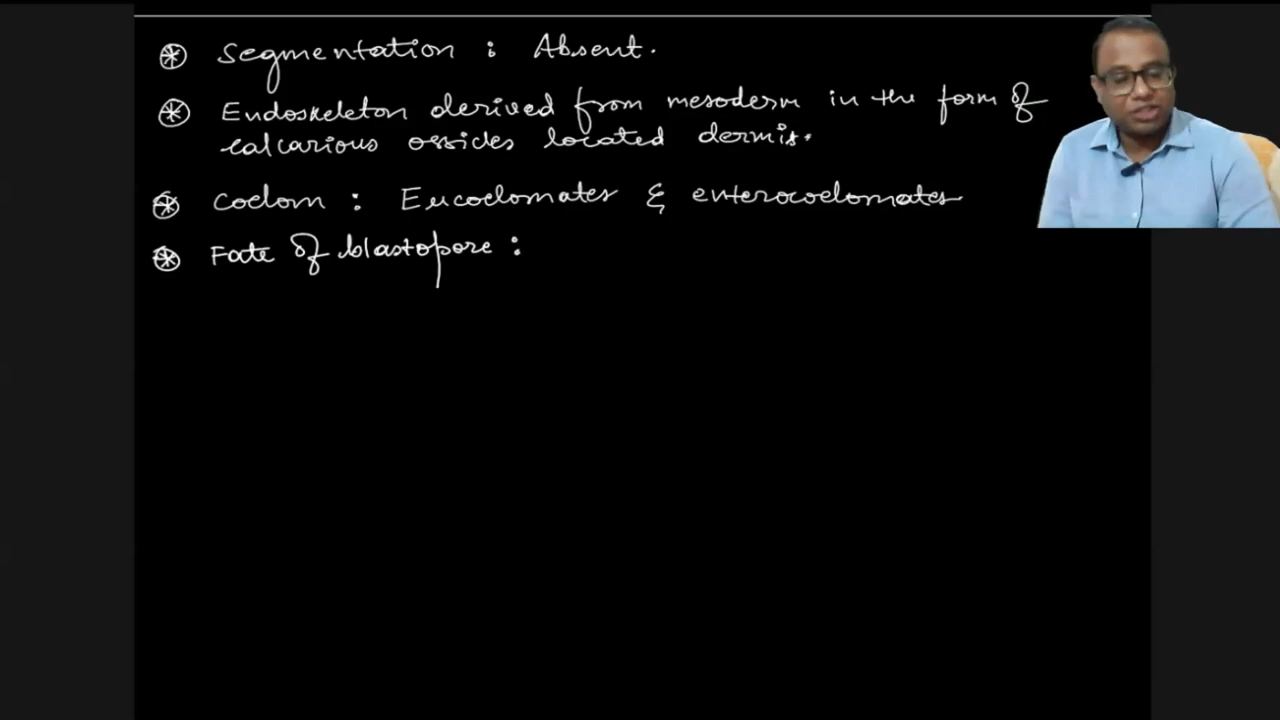 Segmentation : Absent.
Endoskeleton derived from mesoderm in the form of
calcarious ossicles located dermis.
Coelom : Eucoelomates & enterocoelomates
Fate of blastopore :